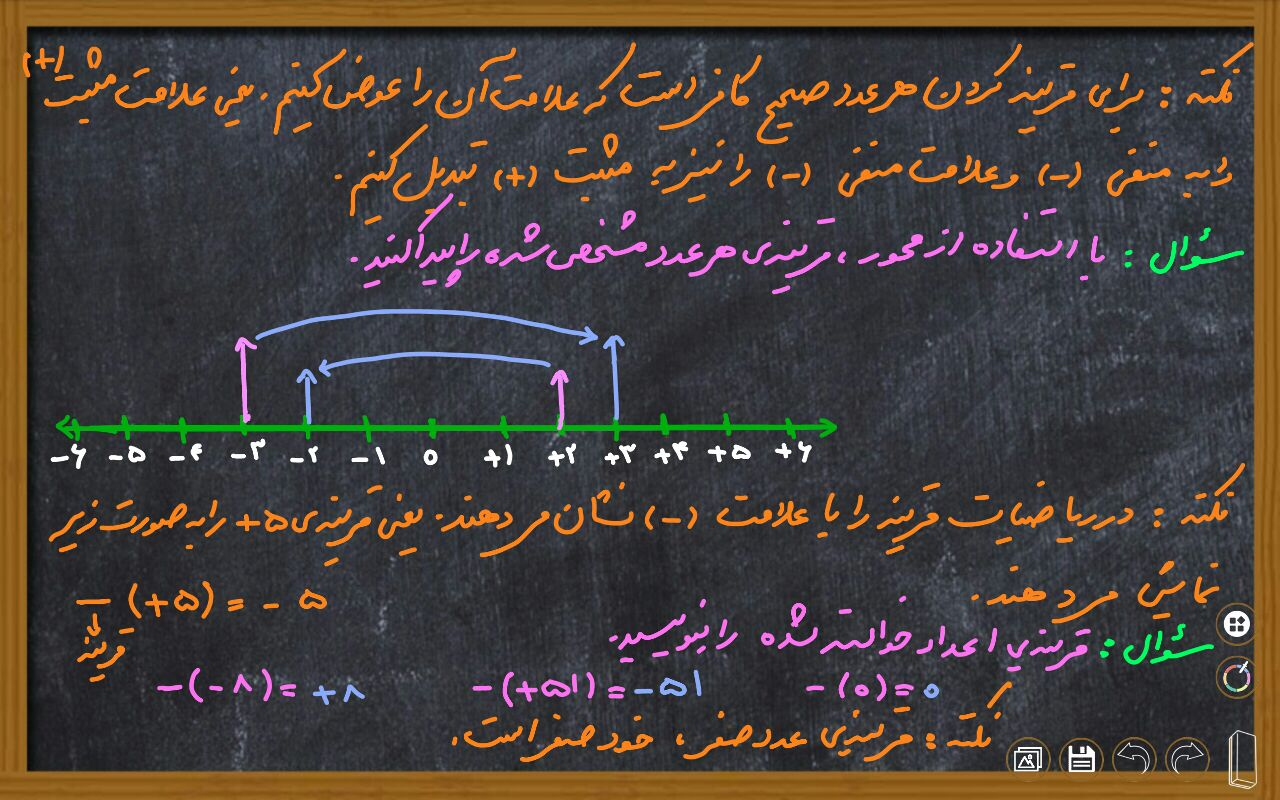 نکته : برای قرینه کردن هر عدد صحیح کافی است که علامت آن را عوض کنیم. یعنی علامت مثبت (+)
را به منفی (-) و علامت منفی (-) را نیز به مثبت (+) تبدیل کنیم.
سؤال : با استفاده از محور ، قرینه‌ی هر عدد مشخص شده را پیدا کنید.
-۶ -۵ -۴ -۳ -۲ -۱ ۰ +۱ +۲ +۳ +۴ +۵ +۶
نکته : در ریاضیات قرینه را با علامت (-) نشان می دهند. یعنی قرینه‌ی +۵ را به صورت زیر
نمایش می دهند.
-(+۵) = -۵
قرینه
سؤال : قرینه‌ی اعداد خواسته شده را بنویسید.
-(-۸) = +۸ -(+۵۱) = -۵۱ -(۰) = ۰
نکته : قرینه‌ی عدد صفر، خود صفر است.